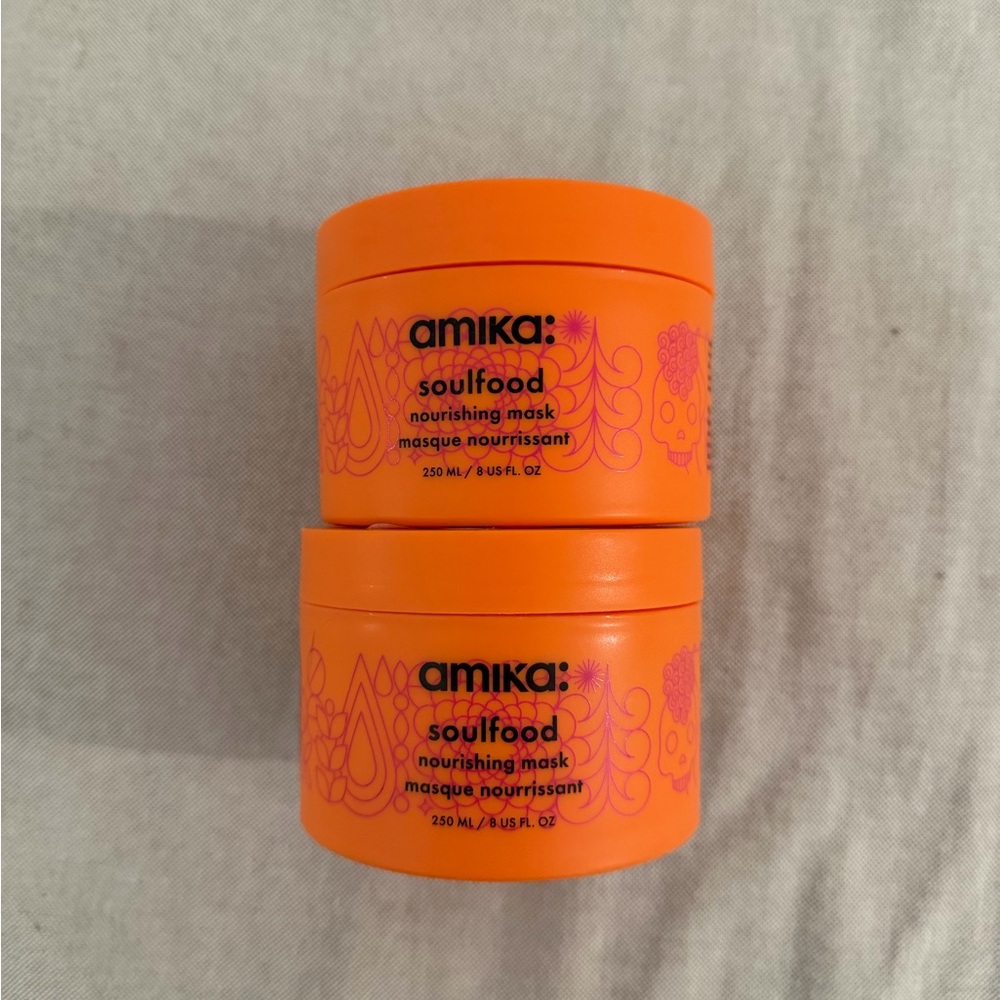 amika:
soulfood
nourishing mask
masque nourrissant
250 ML / 8 US FL. OZ
amika:
soulfood
nourishing mask
masque nourrissant
250 ML / 8 US FL. OZ